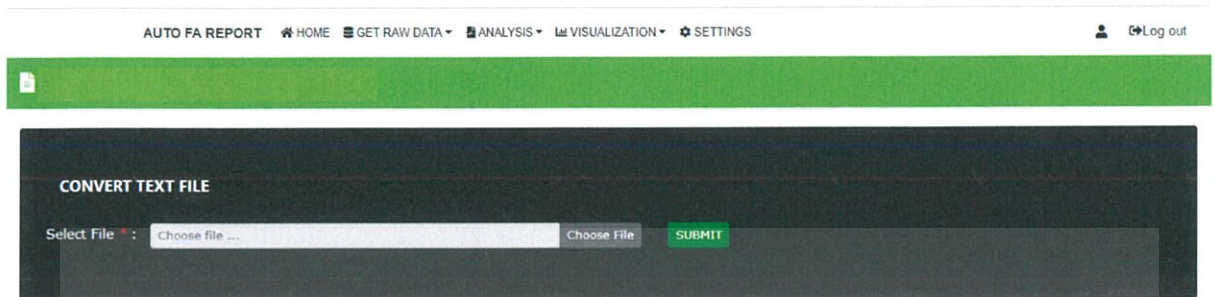 AUTO FA REPORT HOME GET RAW DATA ANALYSIS VISUALIZATION SETTINGS Log out
CONVERT TEXT FILE
Select File * : Choose file ... Choose File SUBMIT